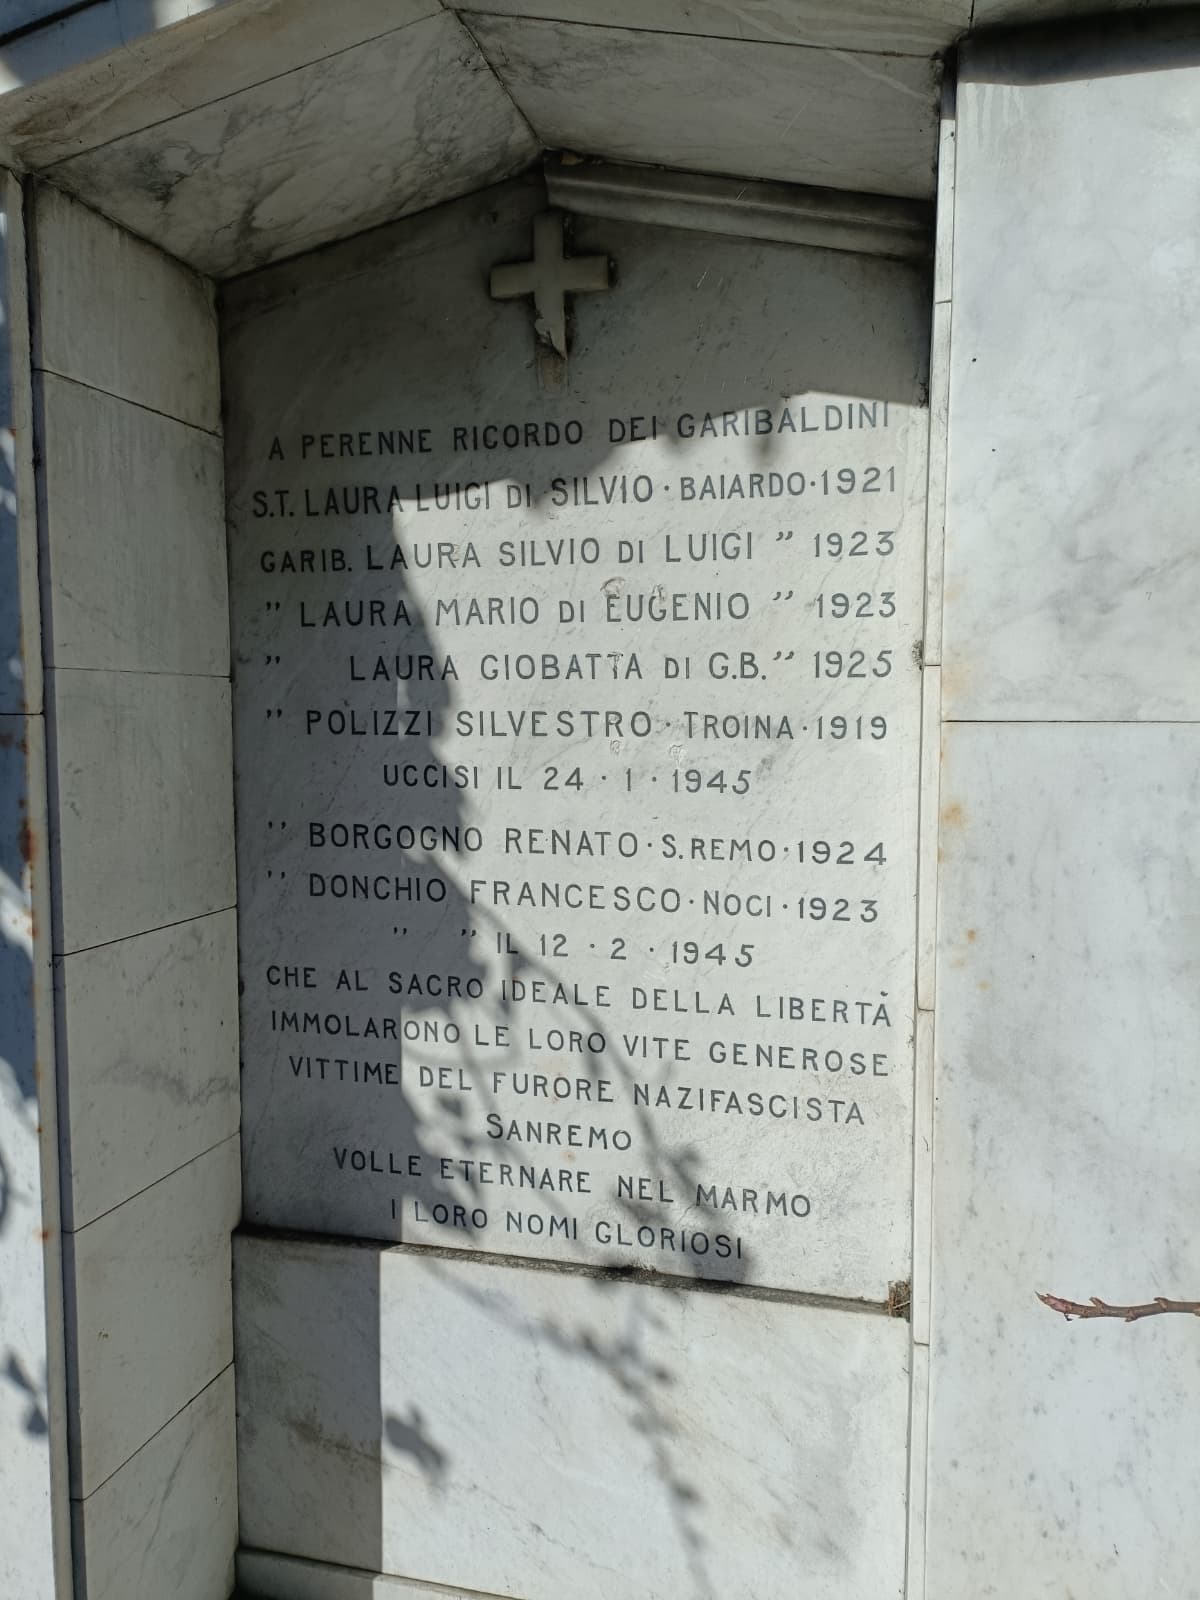 A PERENNE RICORDO DEI GARIBALDINI
S.T. LAURA LUIGI DI SILVIO · BAIARDO · 1921
GARIB. LAURA SILVIO DI LUIGI " 1923
" LAURA MARIO DI EUGENIO " 1923
" LAURA GIOBATTA DI G.B. " 1925
" POLIZZI SILVESTRO · TROINA · 1919
UCCISI IL 24 · 1 · 1945
" BORGOGNO RENATO · S. REMO · 1924
" DONCHIO FRANCESCO · NOCI · 1923
" " IL 12 · 2 · 1945
CHE AL SACRO IDEALE DELLA LIBERTÀ
IMMOLARONO LE LORO VITE GENEROSE
VITTIME DEL FURORE NAZIFASCISTA
SANREMO
VOLLE ETERNARE NEL MARMO
I LORO NOMI GLORIOSI